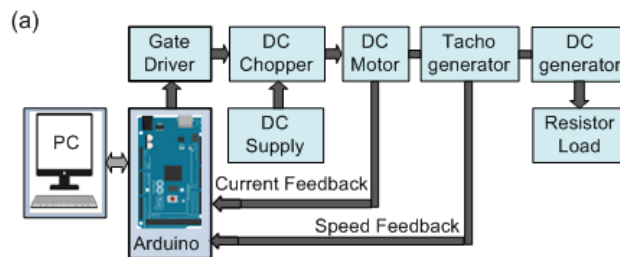 (a)
Gate
Driver
DC
Chopper
DC
Motor
Tacho
generator
DC
generator
PC
DC
Supply
Resistor
Load
Current Feedback
Speed Feedback
Arduino